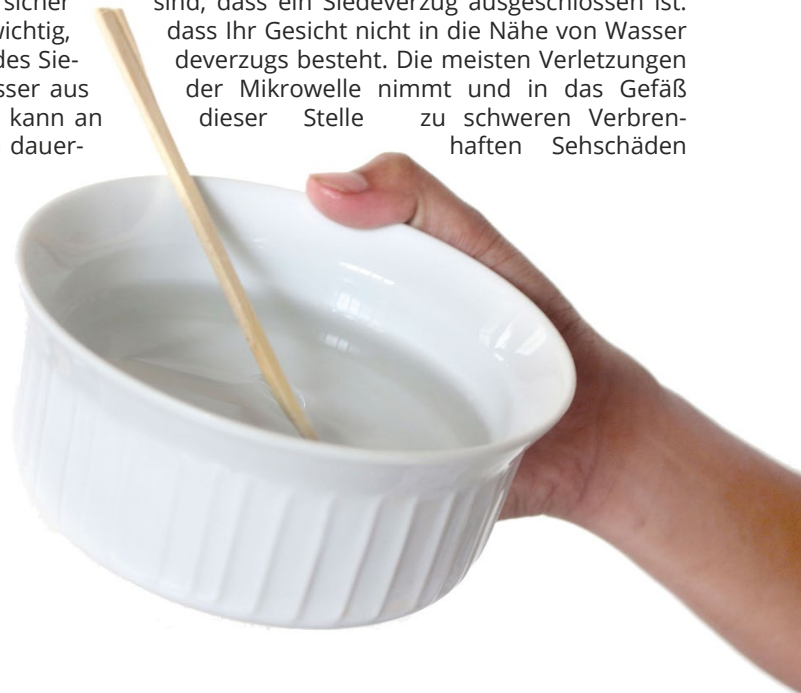 sicher sind, dass ein Siedeverzug ausgeschlossen ist.
wichtig, dass Ihr Gesicht nicht in die Nähe von Wasser
des Sie- deverzugs besteht. Die meisten Verletzungen
sser aus der Mikrowelle nimmt und in das Gefäß
kann an dieser Stelle zu schweren Verbren-
dauer- haften Sehschäden